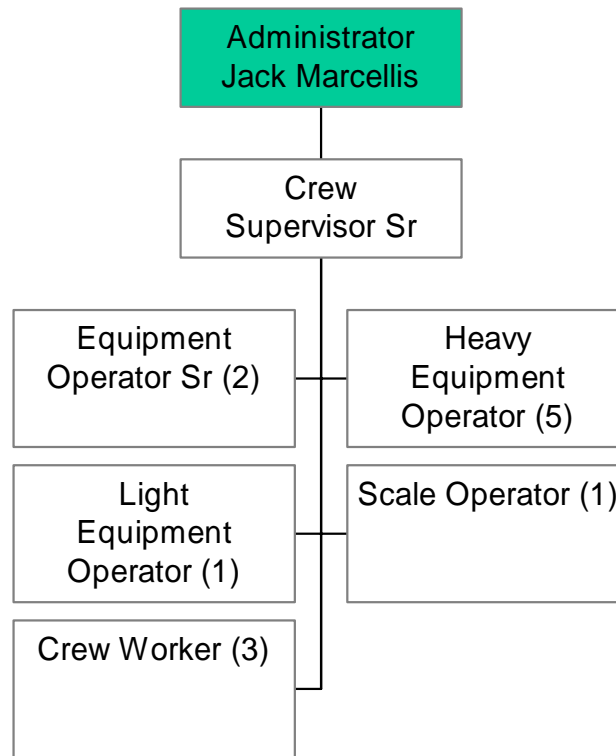 Administrator
Jack Marcellis
Crew
Supervisor Sr
Equipment
Operator Sr (2)
Heavy
Equipment
Operator (5)
Light
Equipment
Operator (1)
Scale Operator (1)
Crew Worker (3)